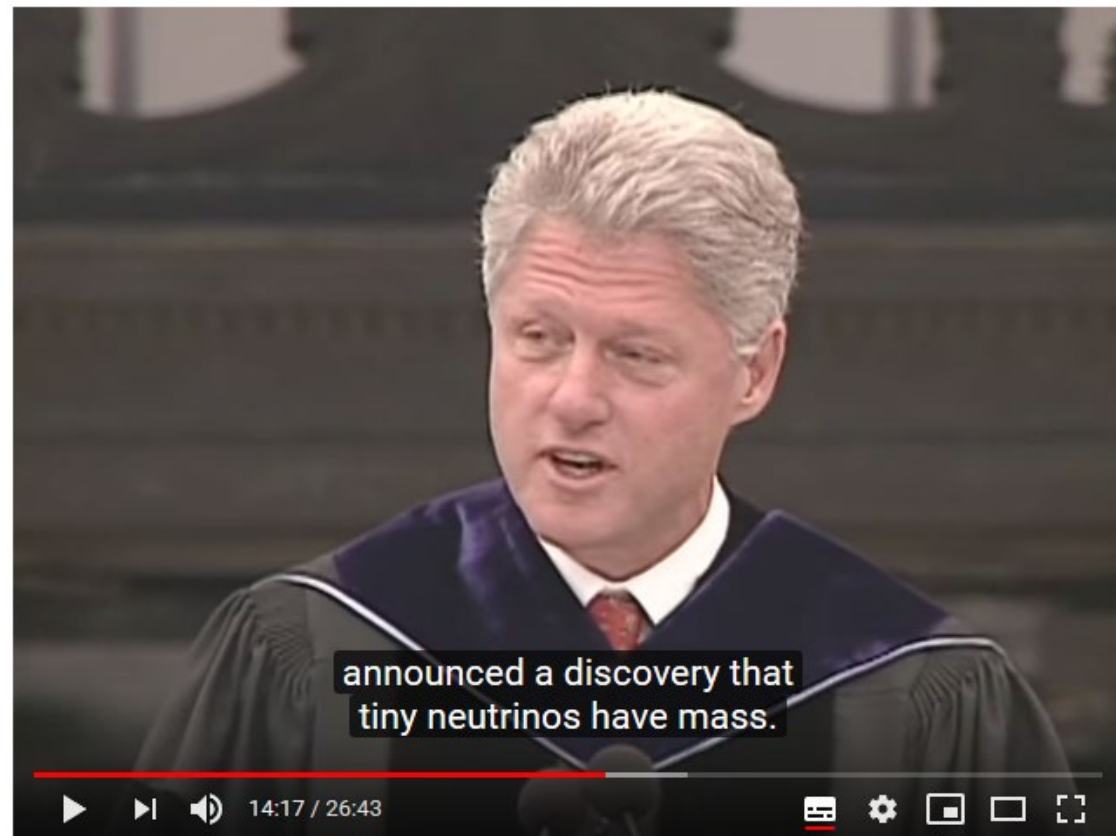 announced a discovery that
tiny neutrinos have mass.
14:17 / 26:43